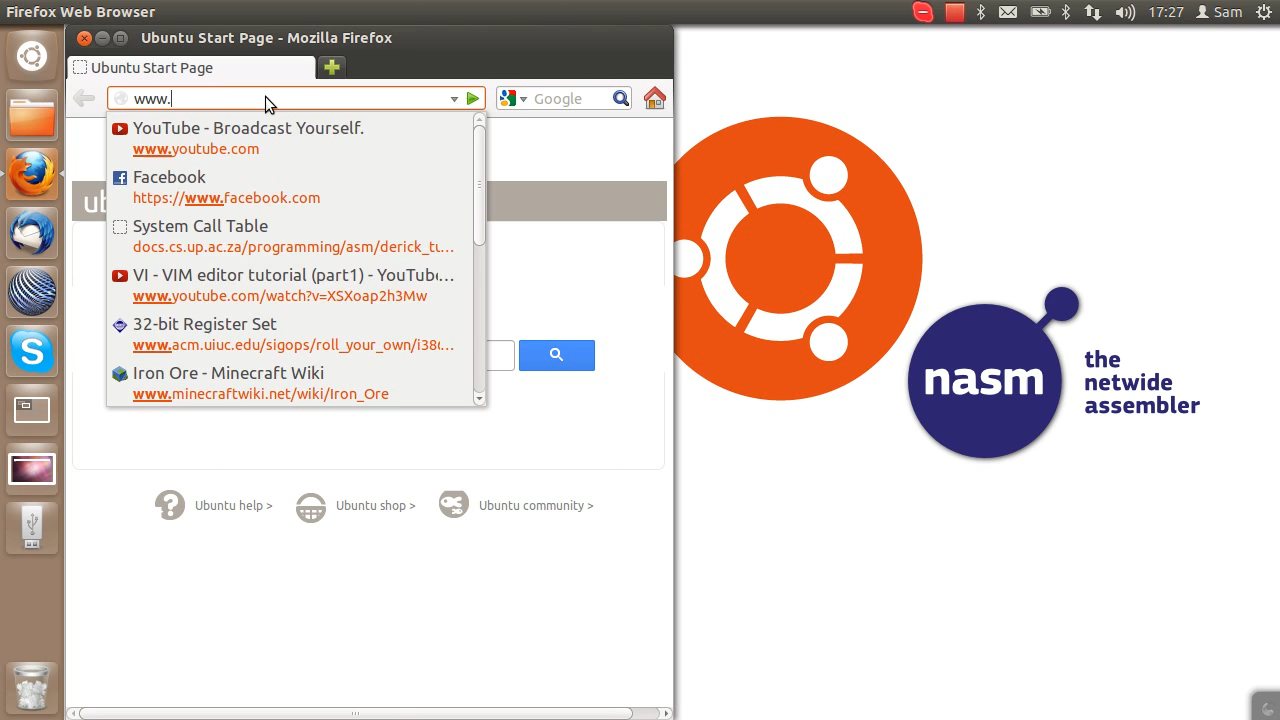 Firefox Web Browser
17:27
Sam
Ubuntu Start Page - Mozilla Firefox
Ubuntu Start Page
www.
Google
YouTube - Broadcast Yourself.
www.youtube.com
Facebook
https://www.facebook.com
System Call Table
docs.cs.up.ac.za/programming/asm/derick_tu…
VI - VIM editor tutorial (part1) - YouTube…
www.youtube.com/watch?v=XSXoap2h3Mw
32-bit Register Set
www.acm.uiuc.edu/sigops/roll_your_own/i38(…
Iron Ore - Minecraft Wiki
www.minecraftwiki.net/wiki/Iron_Ore
Ubuntu help >
Ubuntu shop >
Ubuntu community >
nasm
the
netwide
assembler